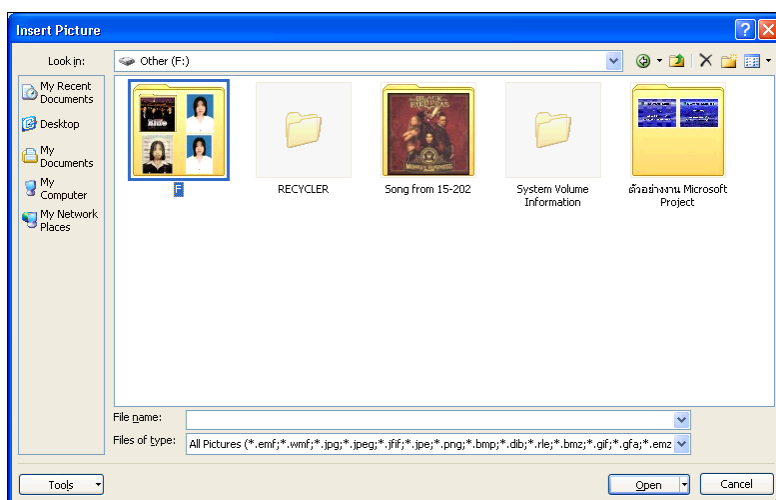 Insert Picture
Look in:
Other (F:)
My Recent
Documents
Desktop
My
Documents
My
Computer
My Network
Places
F
RECYCLER
Song from 15-202
System Volume
Information
ตัวอย่างงาน Microsoft
Project
File name:
Files of type:
All Pictures (*.emf;*.wmf;*.jpg;*.jpeg;*.jfif;*.jpe;*.png;*.bmp;*.dib;*.rle;*.bmz;*.gif;*.gfa;*.emz
Tools
Open
Cancel